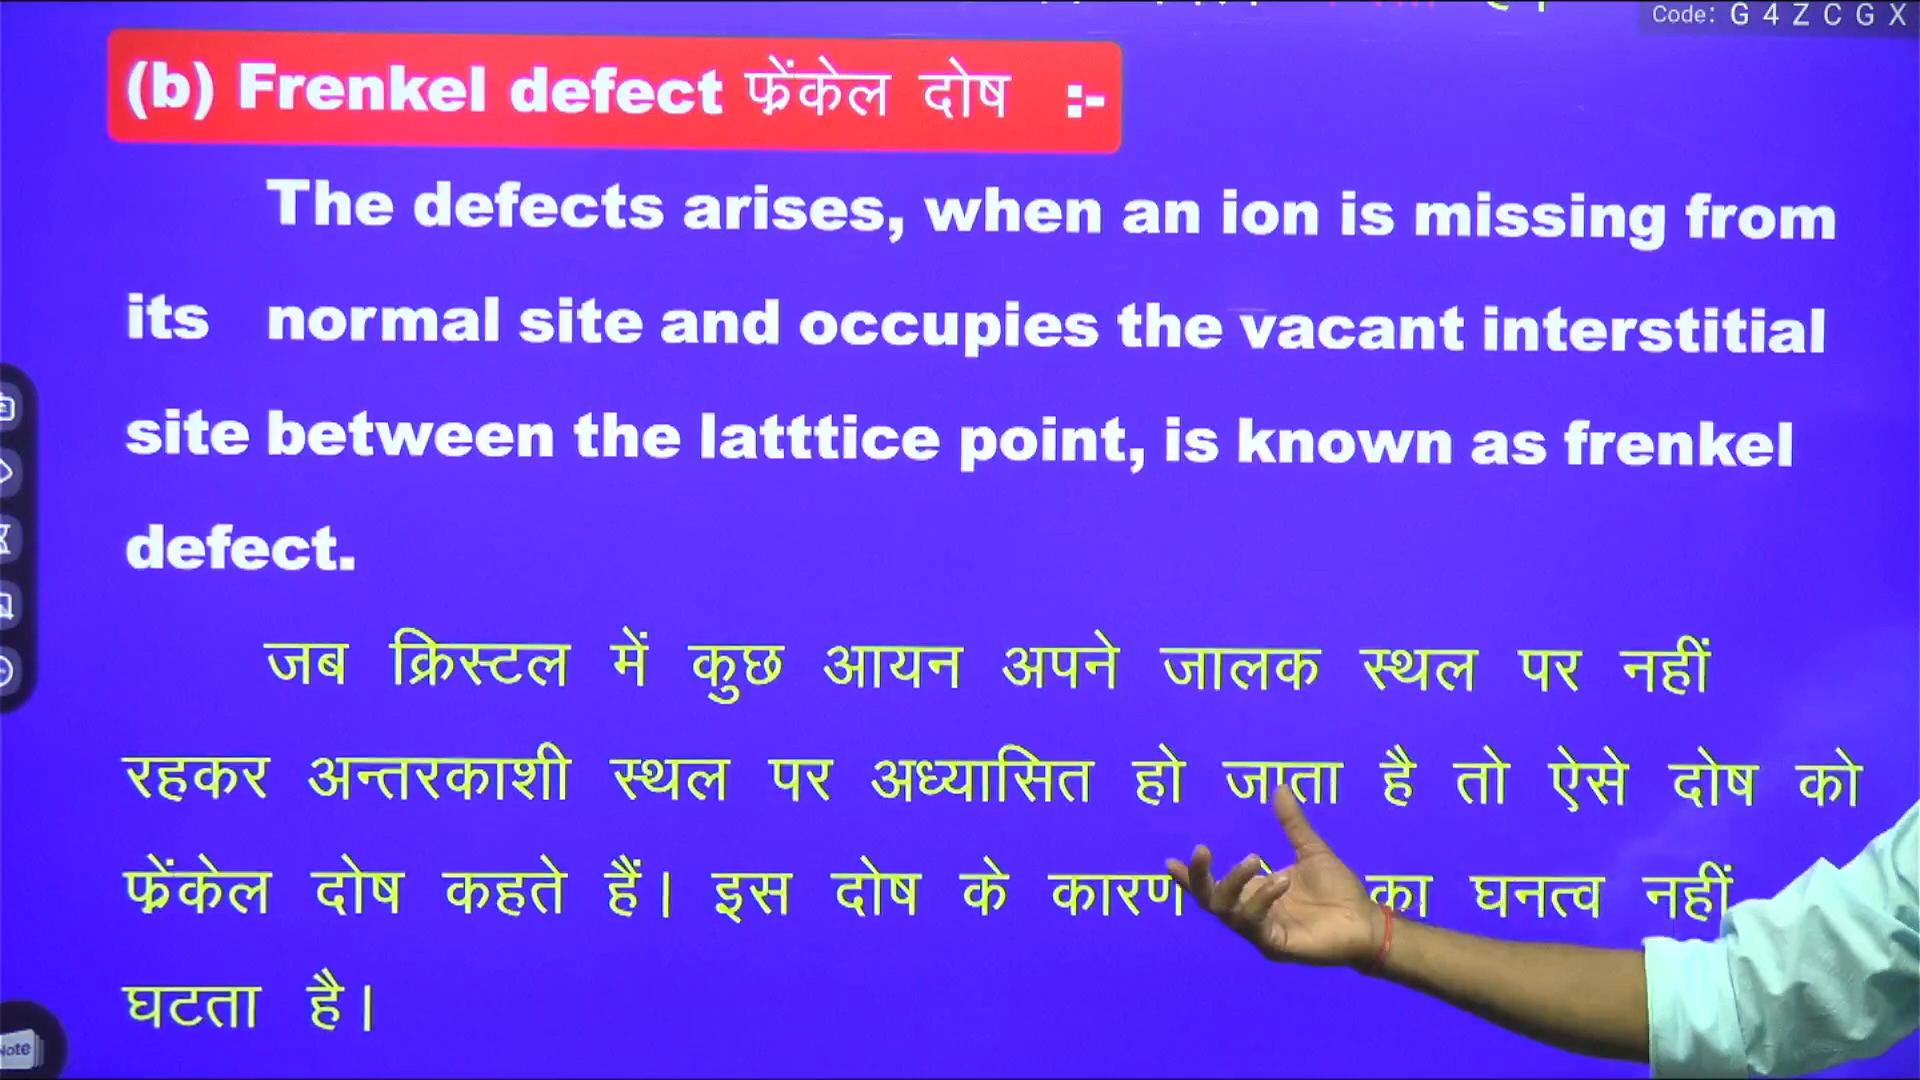 Code: G 4 Z C G X
(b) Frenkel defect फ्रेंकेल दोष :-
The defects arises, when an ion is missing from
its normal site and occupies the vacant interstitial
site between the latttice point, is known as frenkel
defect.
जब क्रिस्टल में कुछ आयन अपने जालक स्थल पर नहीं
रहकर अन्तरकाशी स्थल पर अध्यासित हो जाता है तो ऐसे दोष को
फ्रेंकेल दोष कहते हैं। इस दोष के कारण का घनत्व नहीं
घटता है।
Note